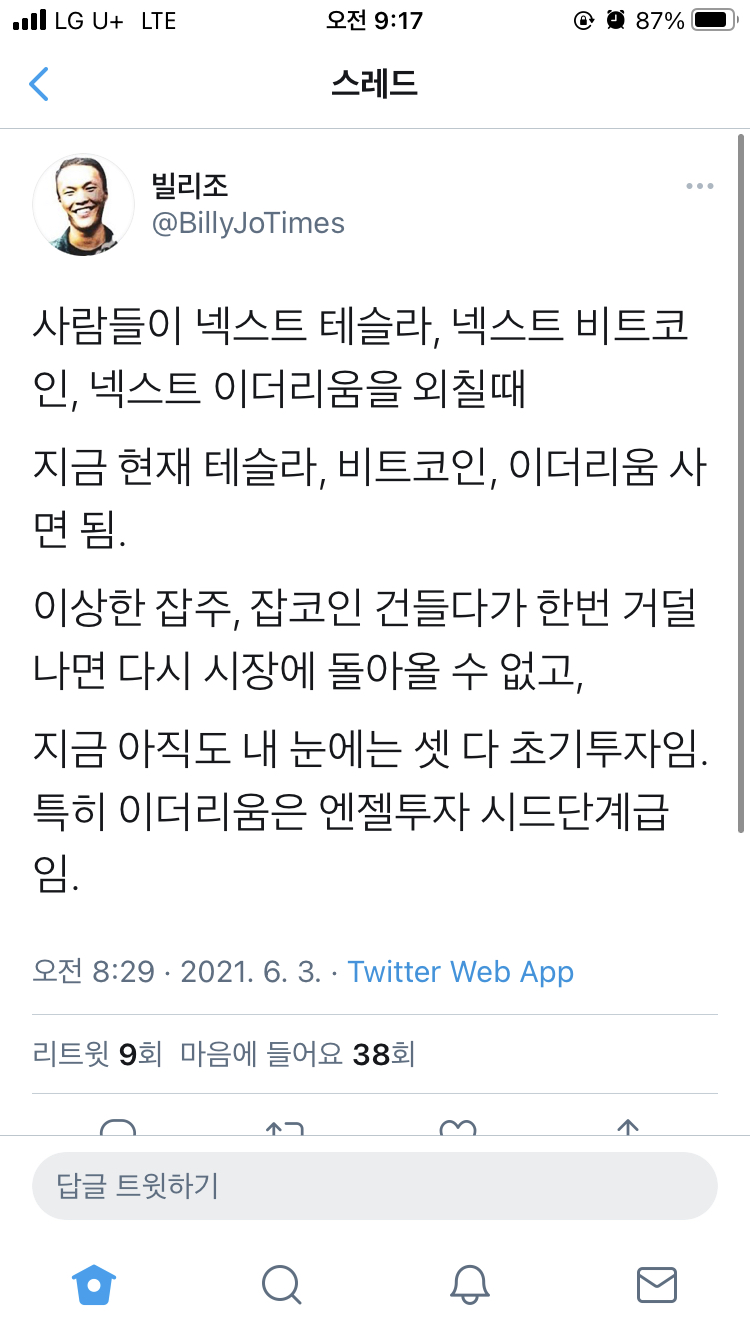 LG U+ LTE 오전 9:17 87%
스레드
빌리조
@BillyJoTimes
사람들이 넥스트 테슬라, 넥스트 비트코
인, 넥스트 이더리움을 외칠때
지금 현재 테슬라, 비트코인, 이더리움 사
면 됨.
이상한 잡주, 잡코인 건들다가 한번 거덜
나면 다시 시장에 돌아올 수 없고,
지금 아직도 내 눈에는 셋 다 초기투자임.
특히 이더리움은 엔젤투자 시드단계급
임.
오전 8:29 · 2021. 6. 3. · Twitter Web App
리트윗 9회 마음에 들어요 38회
답글 트윗하기